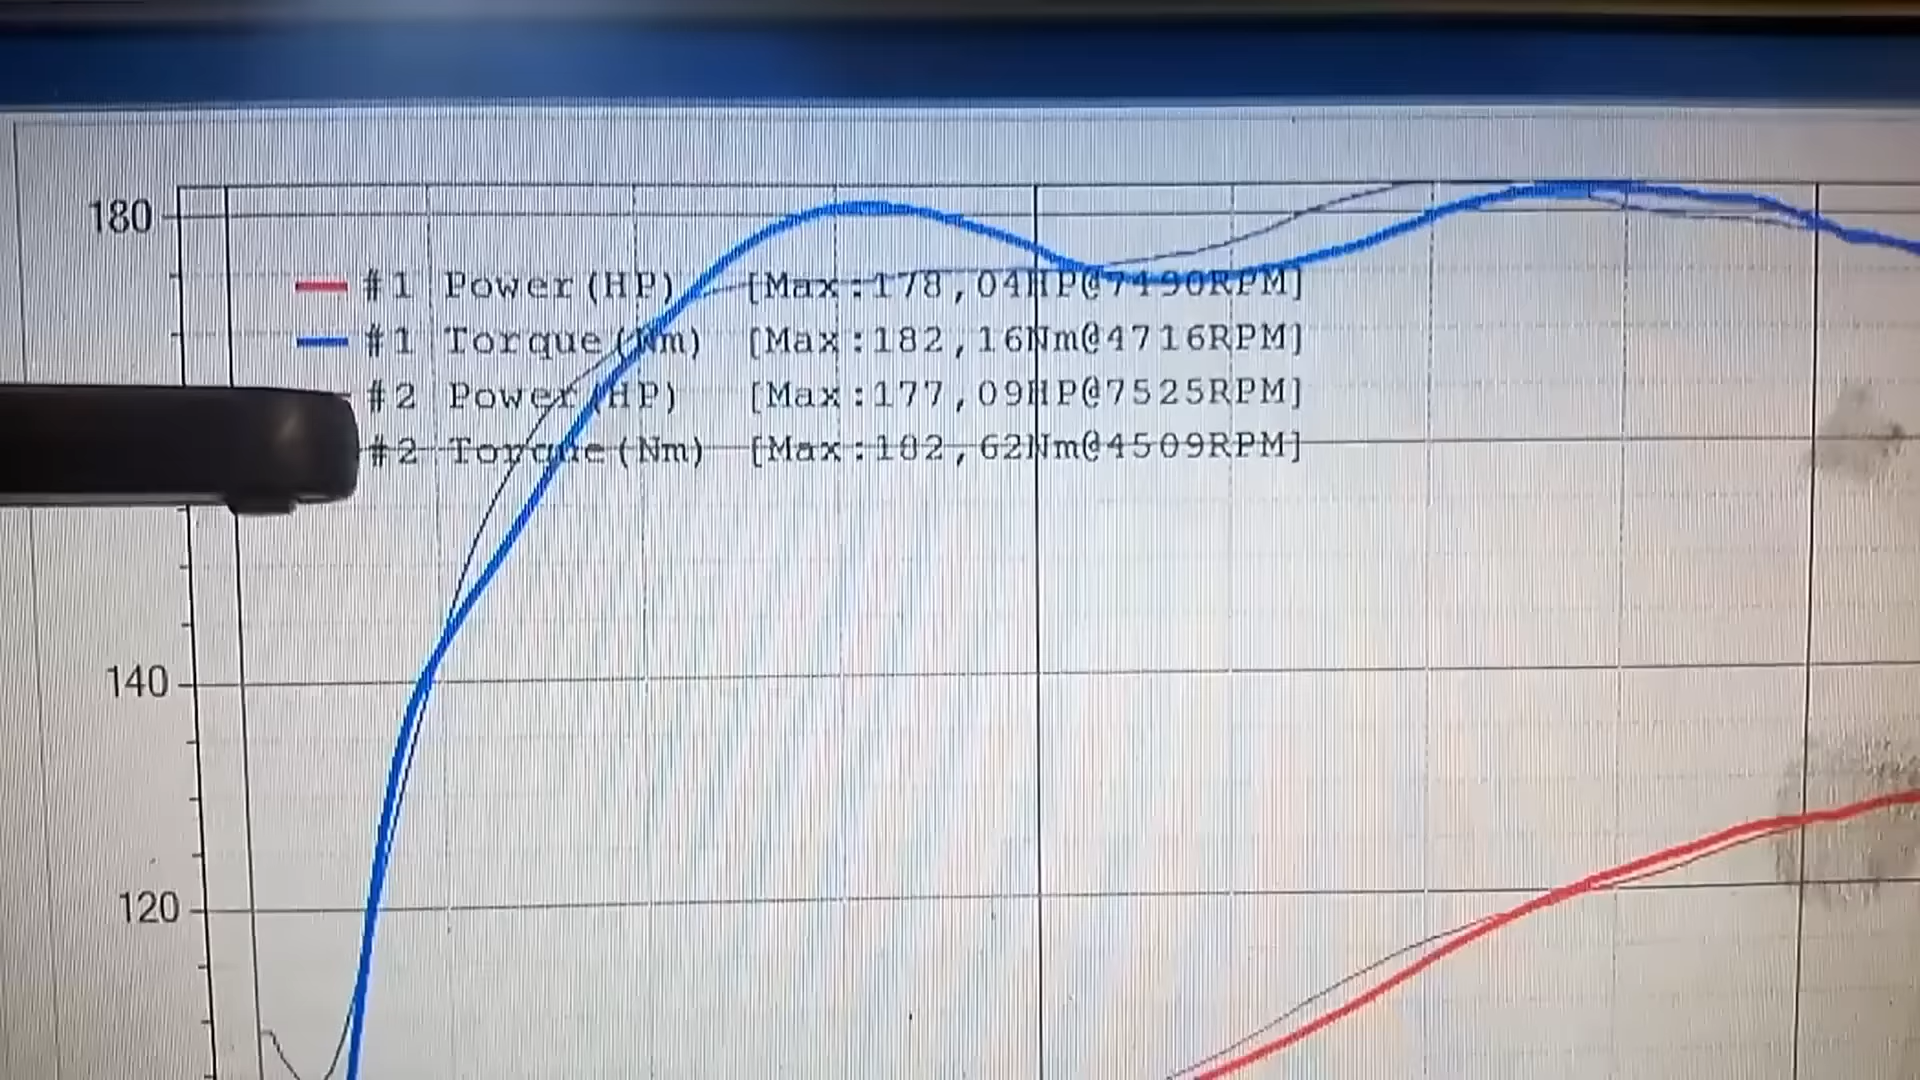 180
#1 Power(HP) [Max:178,04HP@7490RPM]
#1 Torque(Nm) [Max:182,16Nm@4716RPM]
#2 Power(HP) [Max:177,09HP@7525RPM]
#2 Torque(Nm) [Max:182,62Nm@4509RPM]
140
120